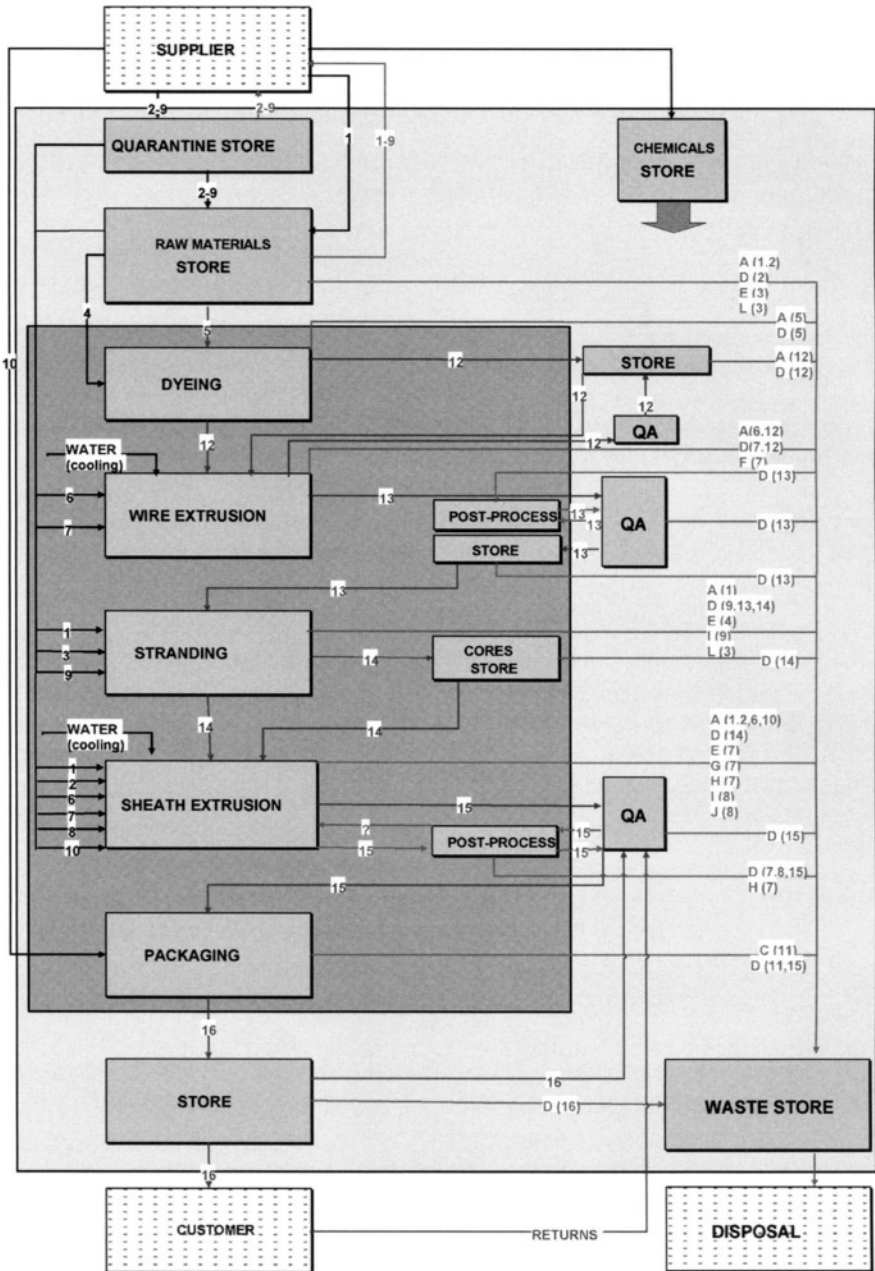 SUPPLIER
2-9
2-9
1
1-9
QUARANTINE STORE
CHEMICALS
STORE
2-9
RAW MATERIALS
STORE
A (1,2)
D (2)
E (3)
L (3)
4
5
A (5)
D (5)
10
DYEING
12
STORE
A (12)
D (12)
12
12
QA
12
12
WATER
(cooling)
A(6,12)
D(7,12)
F (7)
D (13)
6
WIRE EXTRUSION
13
POST-PROCESS
13
13
QA
D (13)
7
STORE
13
13
D (13)
A (1)
D (9,13,14)
E (4)
I (9)
L (3)
1
3
9
STRANDING
14
CORES
STORE
D (14)
14
14
WATER
(cooling)
A (1,2,6,10)
D (14)
E (7)
G (7)
H (7)
I (8)
J (8)
1
2
6
7
8
10
SHEATH EXTRUSION
15
QA
?
15
D (15)
15
POST-PROCESS
15
15
D (7,8,15)
H (7)
PACKAGING
C (11)
D (11,15)
16
STORE
16
D (16)
WASTE STORE
16
CUSTOMER
RETURNS
DISPOSAL